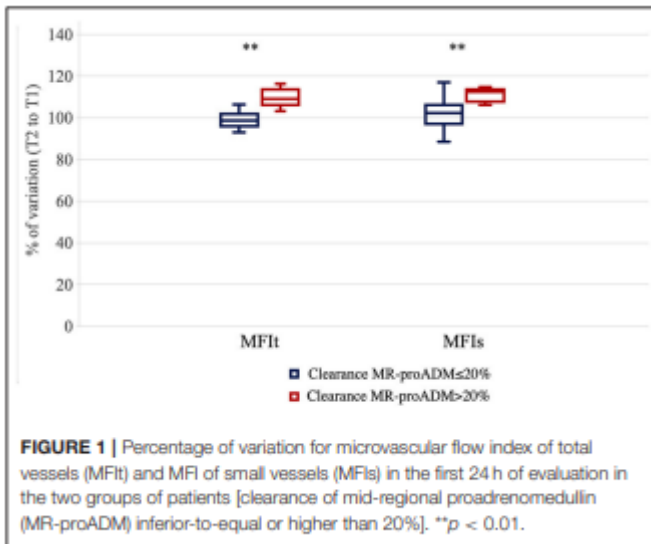 **
**
140
120
100
80
60
40
20
0
% of variation (T2 to T1)
MFIt
MFIs
Clearance MR-proADM≤20%
Clearance MR-proADM>20%
FIGURE 1 | Percentage of variation for microvascular flow index of total
vessels (MFIt) and MFI of small vessels (MFIs) in the first 24 h of evaluation in
the two groups of patients [clearance of mid-regional proadrenomedullin
(MR-proADM) inferior-to-equal or higher than 20%]. **p < 0.01.